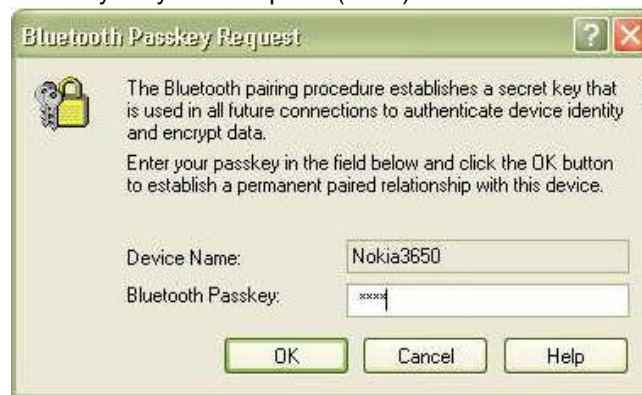 Bluetooth Passkey Request
The Bluetooth pairing procedure establishes a secret key that
is used in all future connections to authenticate device identity
and encrypt data.
Enter your passkey in the field below and click the OK button
to establish a permanent paired relationship with this device.
Device Name: Nokia3650
Bluetooth Passkey: ****
OK Cancel Help